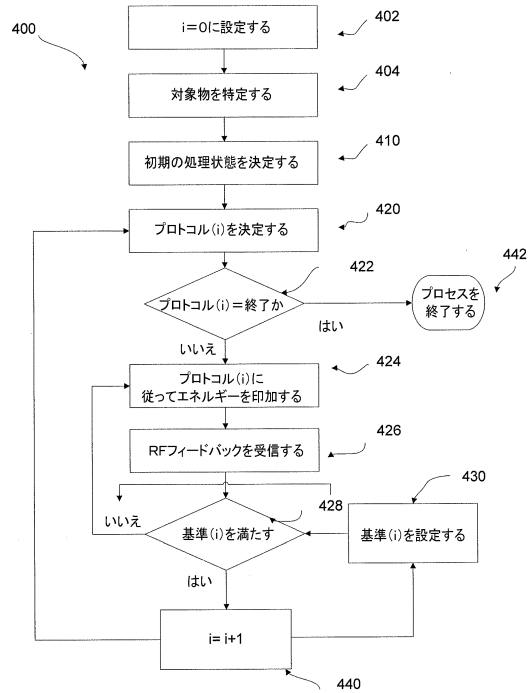 400
i=0に設定する
402
対象物を特定する
404
初期の処理状態を決定する
410
プロトコル(i)を決定する
420
プロトコル(i)=終了か
422
はい
プロセスを
終了する
442
いいえ
プロトコル(i)に
従ってエネルギーを印加する
424
RFフィードバックを受信する
426
いいえ
基準(i)を満たす
428
基準(i)を設定する
430
はい
i= i+1
440